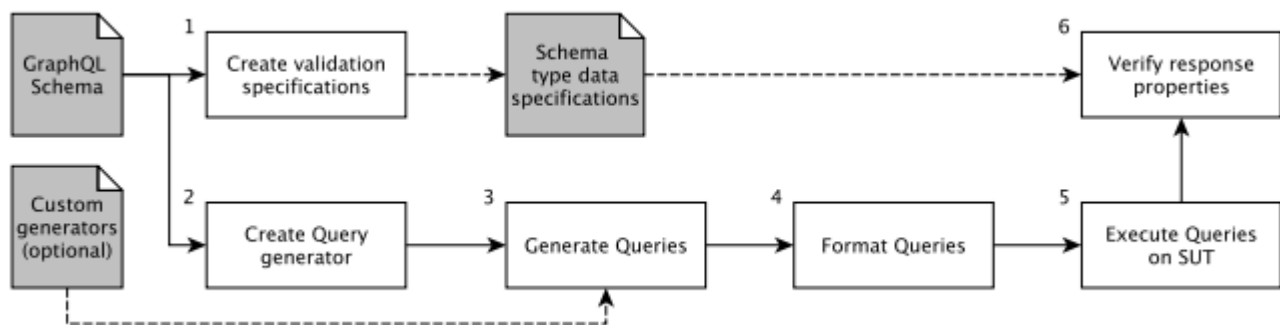 GraphQL
Schema
1
Create validation
specifications
Schema
type data
specifications
6
Verify response
properties
Custom
generators
(optional)
2
Create Query
generator
3
Generate Queries
4
Format Queries
5
Execute Queries
on SUT